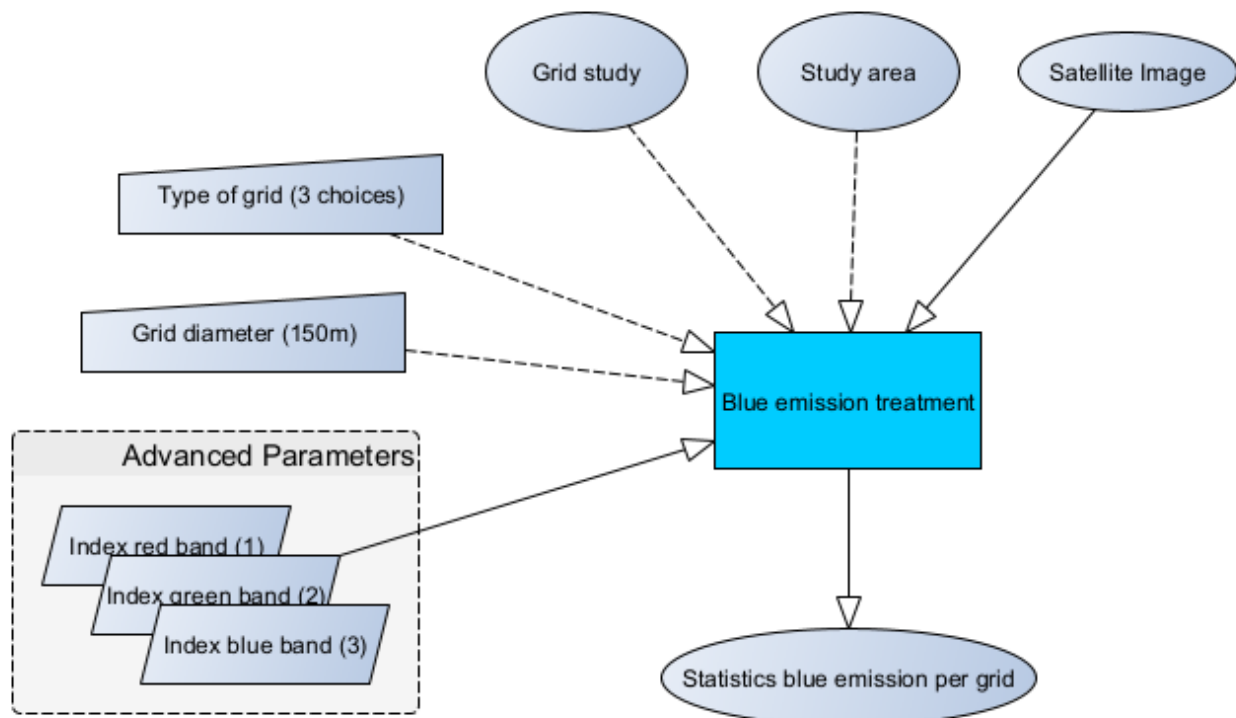 Grid study
Study area
Satellite Image
Type of grid (3 choices)
Grid diameter (150m)
Blue emission treatment
Advanced Parameters
Index red band (1)
Index green band (2)
Index blue band (3)
Statistics blue emission per grid